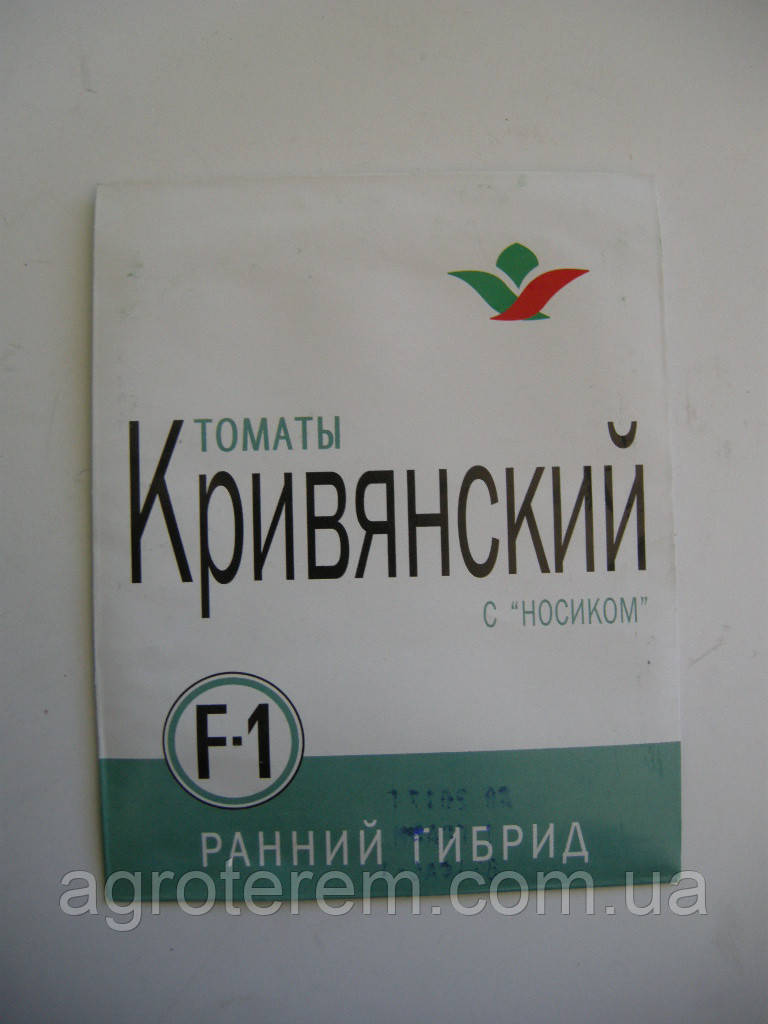 ТОМАТЫ
Кривянский
С "НОСИКОМ"
F-1
РАННИЙ ГИБРИД
agroterem.com.ua